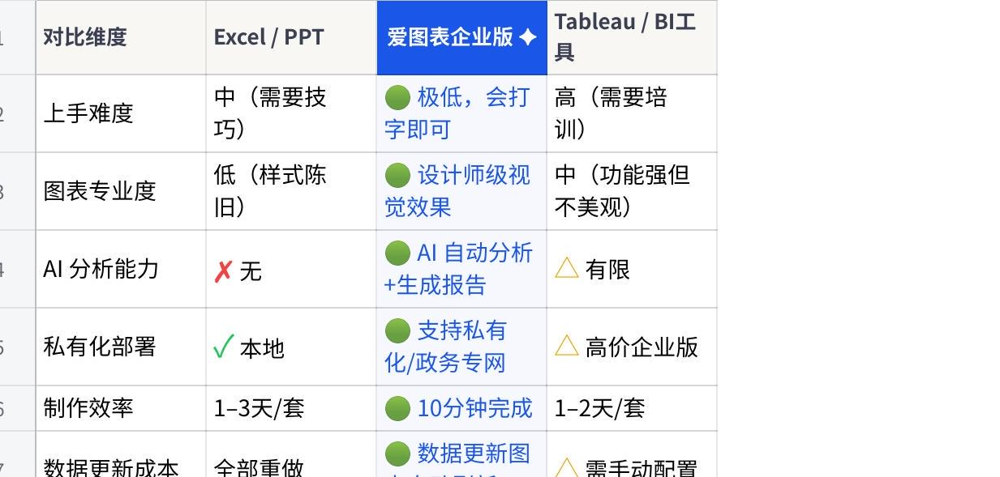 1
对比维度
Excel / PPT
爱图表企业版 ✦
Tableau / BI工
具
2
上手难度
中（需要技
巧）
🟢 极低，会打
字即可
高（需要培
训）
3
图表专业度
低（样式陈
旧）
🟢 设计师级视
觉效果
中（功能强但
不美观）
4
AI 分析能力
✗ 无
🟢 AI 自动分析
+生成报告
△ 有限
5
私有化部署
✓ 本地
🟢 支持私有
化/政务专网
△ 高价企业版
6
制作效率
1–3天/套
🟢 10分钟完成
1–2天/套
7
数据更新成本
全部重做
🟢 数据更新图
△ 需手动配置